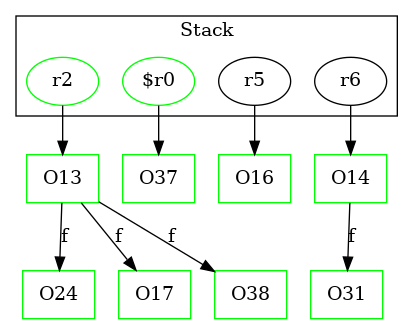 Stack
r2 $r0 r5 r6
O13 O37 O16 O14
f f f f
O24 O17 O38 O31